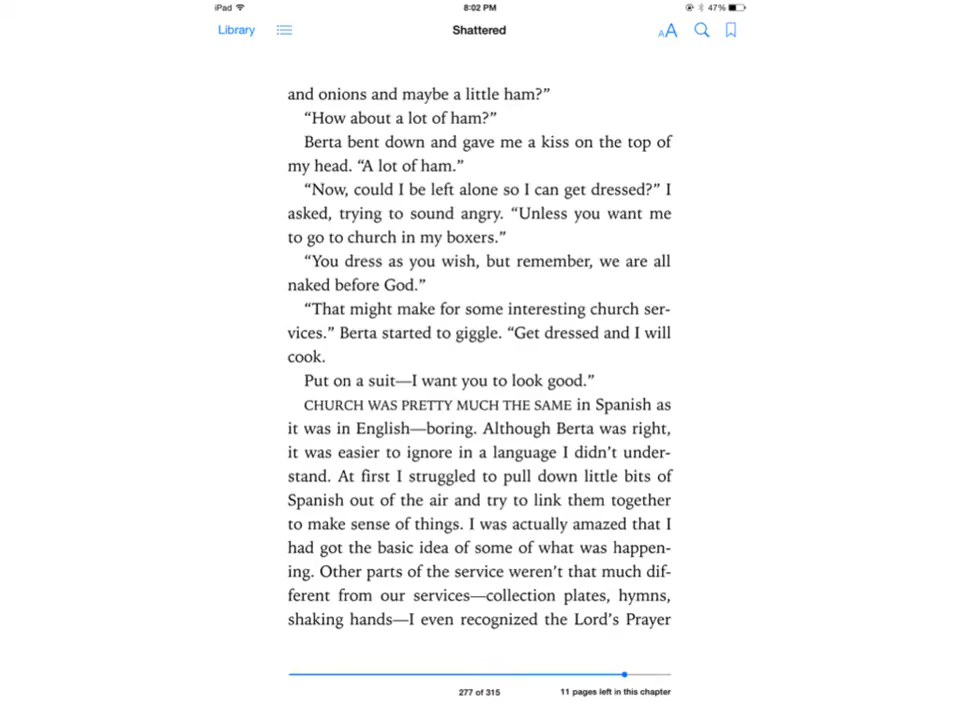 iPad 8:02 PM 47%
Library Shattered AA
and onions and maybe a little ham?”
“How about a lot of ham?”
Berta bent down and gave me a kiss on the top of
my head. “A lot of ham.”
“Now, could I be left alone so I can get dressed?” I
asked, trying to sound angry. “Unless you want me
to go to church in my boxers.”
“You dress as you wish, but remember, we are all
naked before God.”
“That might make for some interesting church ser-
vices.” Berta started to giggle. “Get dressed and I will
cook.
Put on a suit—I want you to look good.”
CHURCH WAS PRETTY MUCH THE SAME in Spanish as
it was in English—boring. Although Berta was right,
it was easier to ignore in a language I didn’t under-
stand. At first I struggled to pull down little bits of
Spanish out of the air and try to link them together
to make sense of things. I was actually amazed that I
had got the basic idea of some of what was happen-
ing. Other parts of the service weren’t that much dif-
ferent from our services—collection plates, hymns,
shaking hands—I even recognized the Lord’s Prayer
277 of 315 11 pages left in this chapter